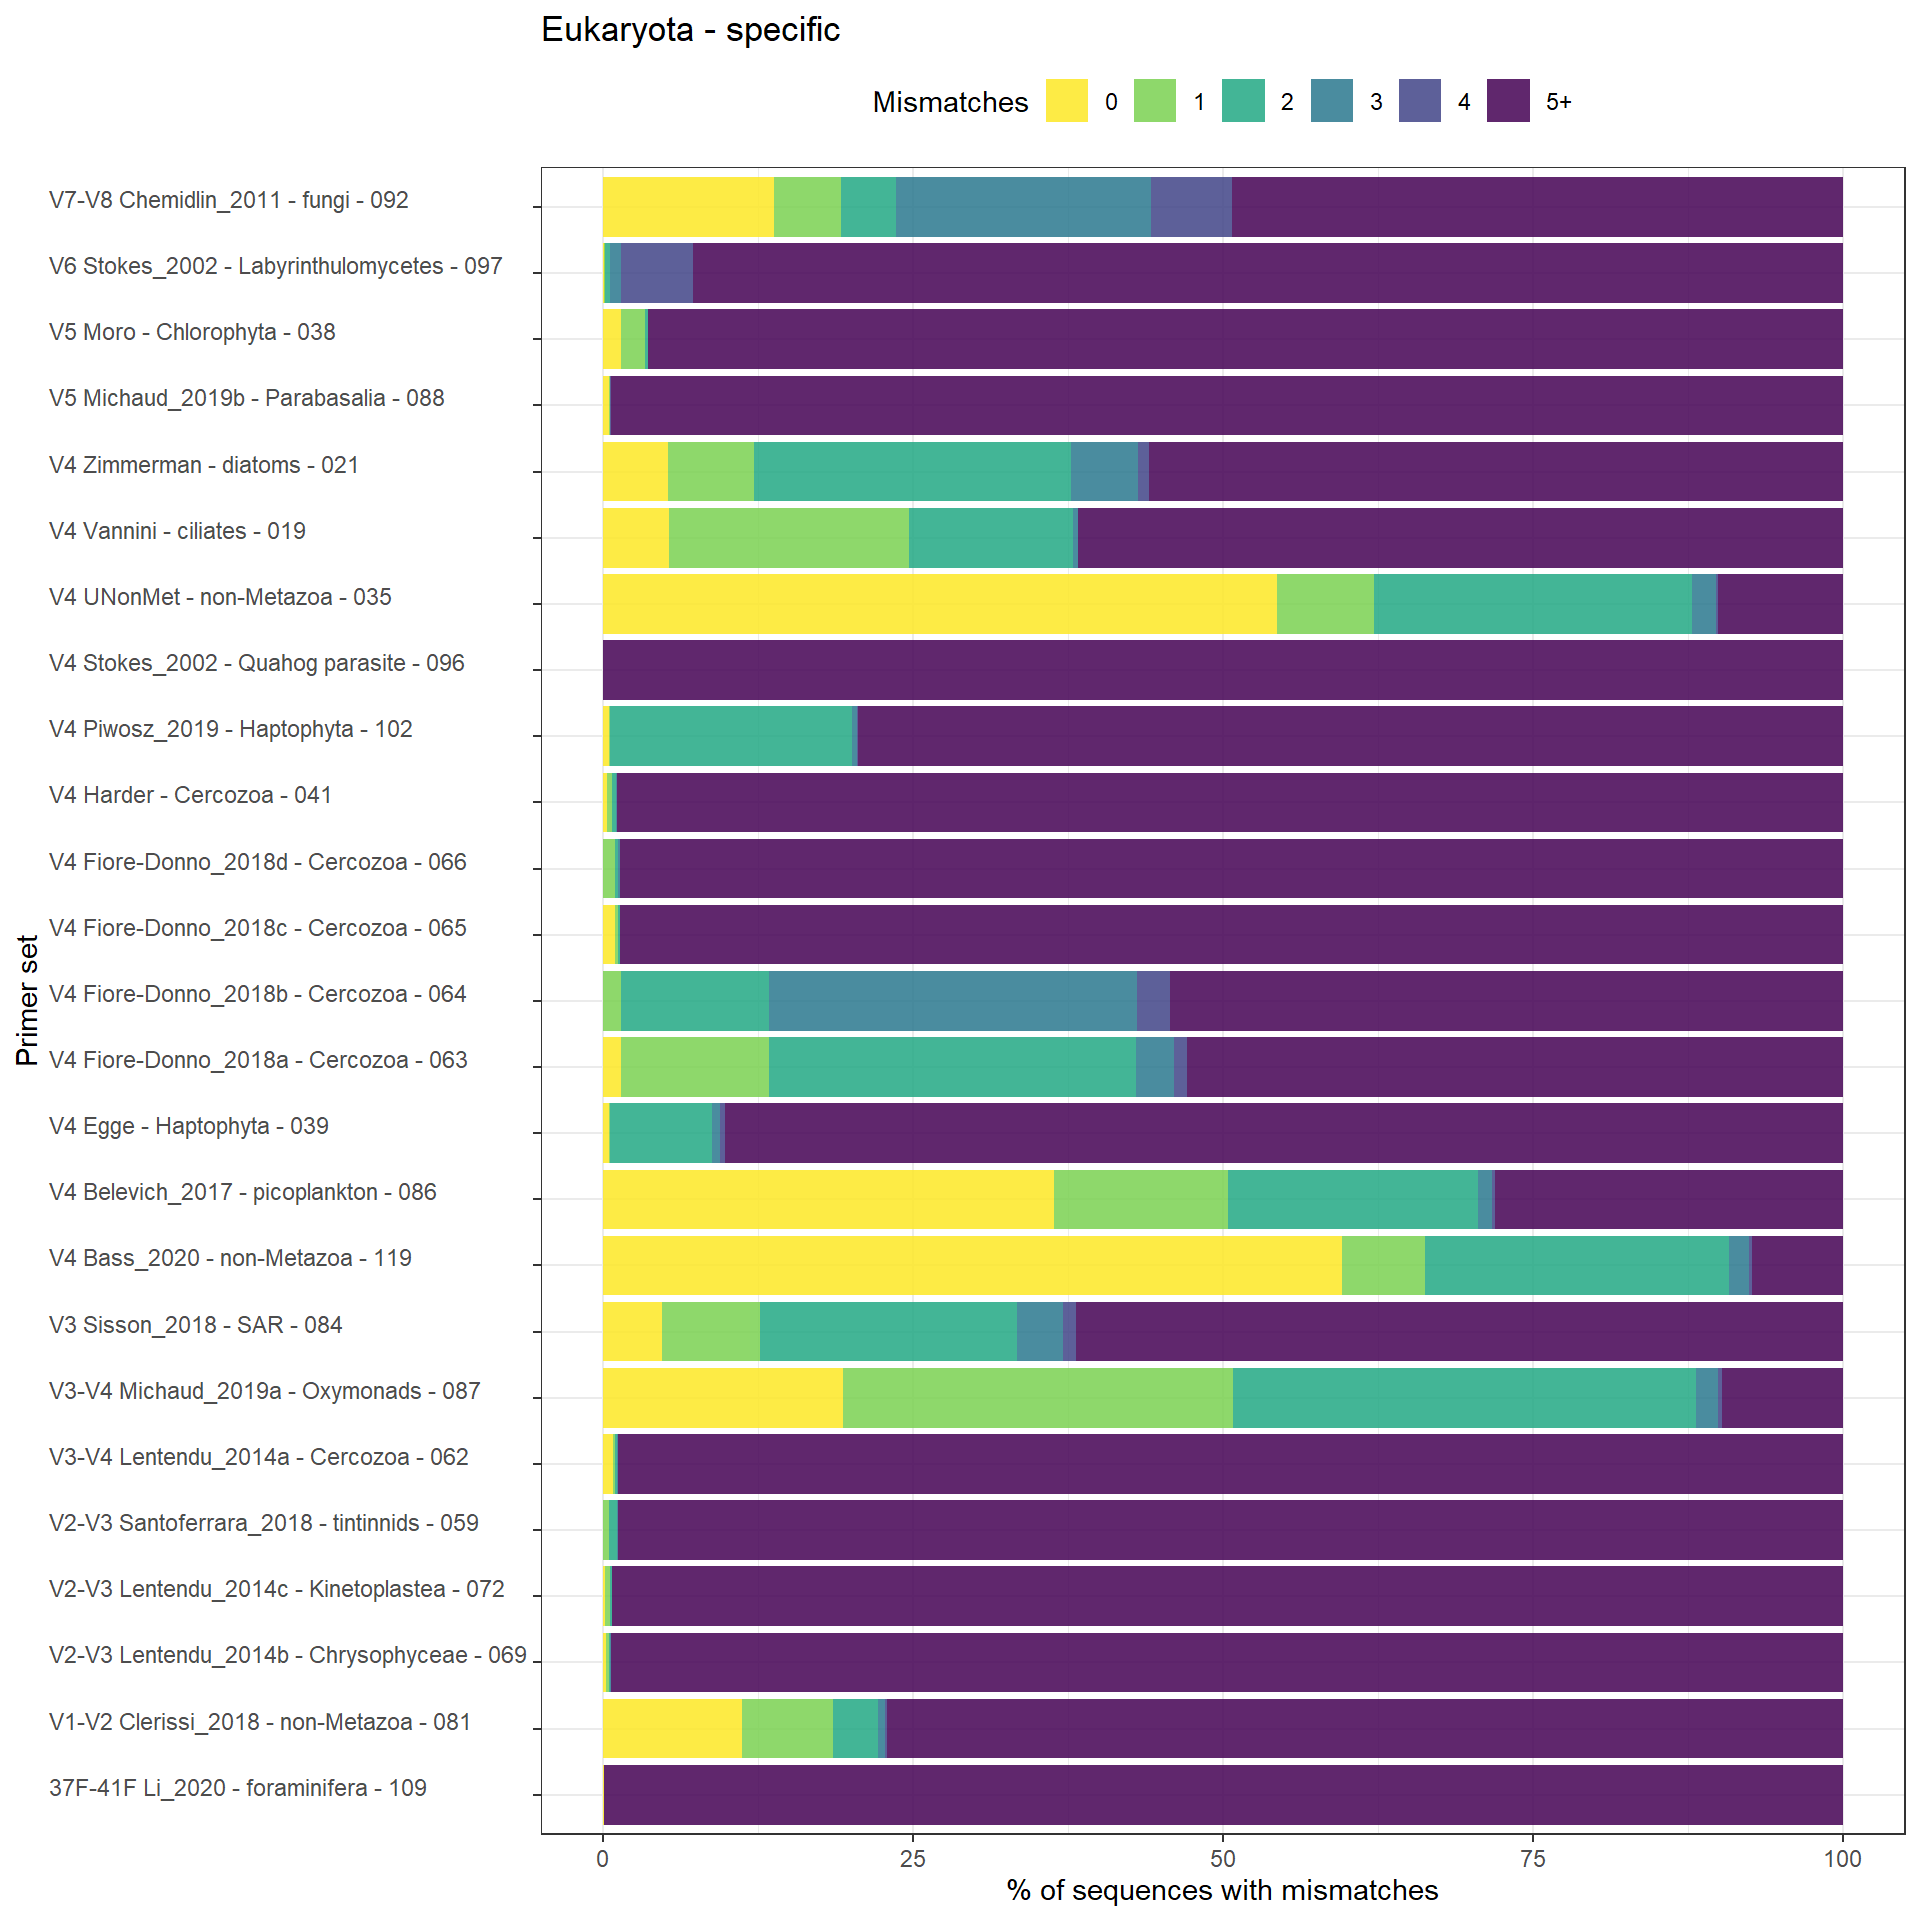 Eukaryota - specific
Mismatches 0 1 2 3 4 5+
V7-V8 Chemidlin_2011 - fungi - 092
V6 Stokes_2002 - Labyrinthulomycetes - 097
V5 Moro - Chlorophyta - 038
V5 Michaud_2019b - Parabasalia - 088
V4 Zimmerman - diatoms - 021
V4 Vannini - ciliates - 019
V4 UNonMet - non-Metazoa - 035
V4 Stokes_2002 - Quahog parasite - 096
V4 Piwosz_2019 - Haptophyta - 102
V4 Harder - Cercozoa - 041
V4 Fiore-Donno_2018d - Cercozoa - 066
V4 Fiore-Donno_2018c - Cercozoa - 065
V4 Fiore-Donno_2018b - Cercozoa - 064
V4 Fiore-Donno_2018a - Cercozoa - 063
V4 Egge - Haptophyta - 039
V4 Belevich_2017 - picoplankton - 086
V4 Bass_2020 - non-Metazoa - 119
V3 Sisson_2018 - SAR - 084
V3-V4 Michaud_2019a - Oxymonads - 087
V3-V4 Lentendu_2014a - Cercozoa - 062
V2-V3 Santoferrara_2018 - tintinnids - 059
V2-V3 Lentendu_2014c - Kinetoplastea - 072
V2-V3 Lentendu_2014b - Chrysophyceae - 069
V1-V2 Clerissi_2018 - non-Metazoa - 081
37F-41F Li_2020 - foraminifera - 109
Primer set
0 25 50 75 100
% of sequences with mismatches